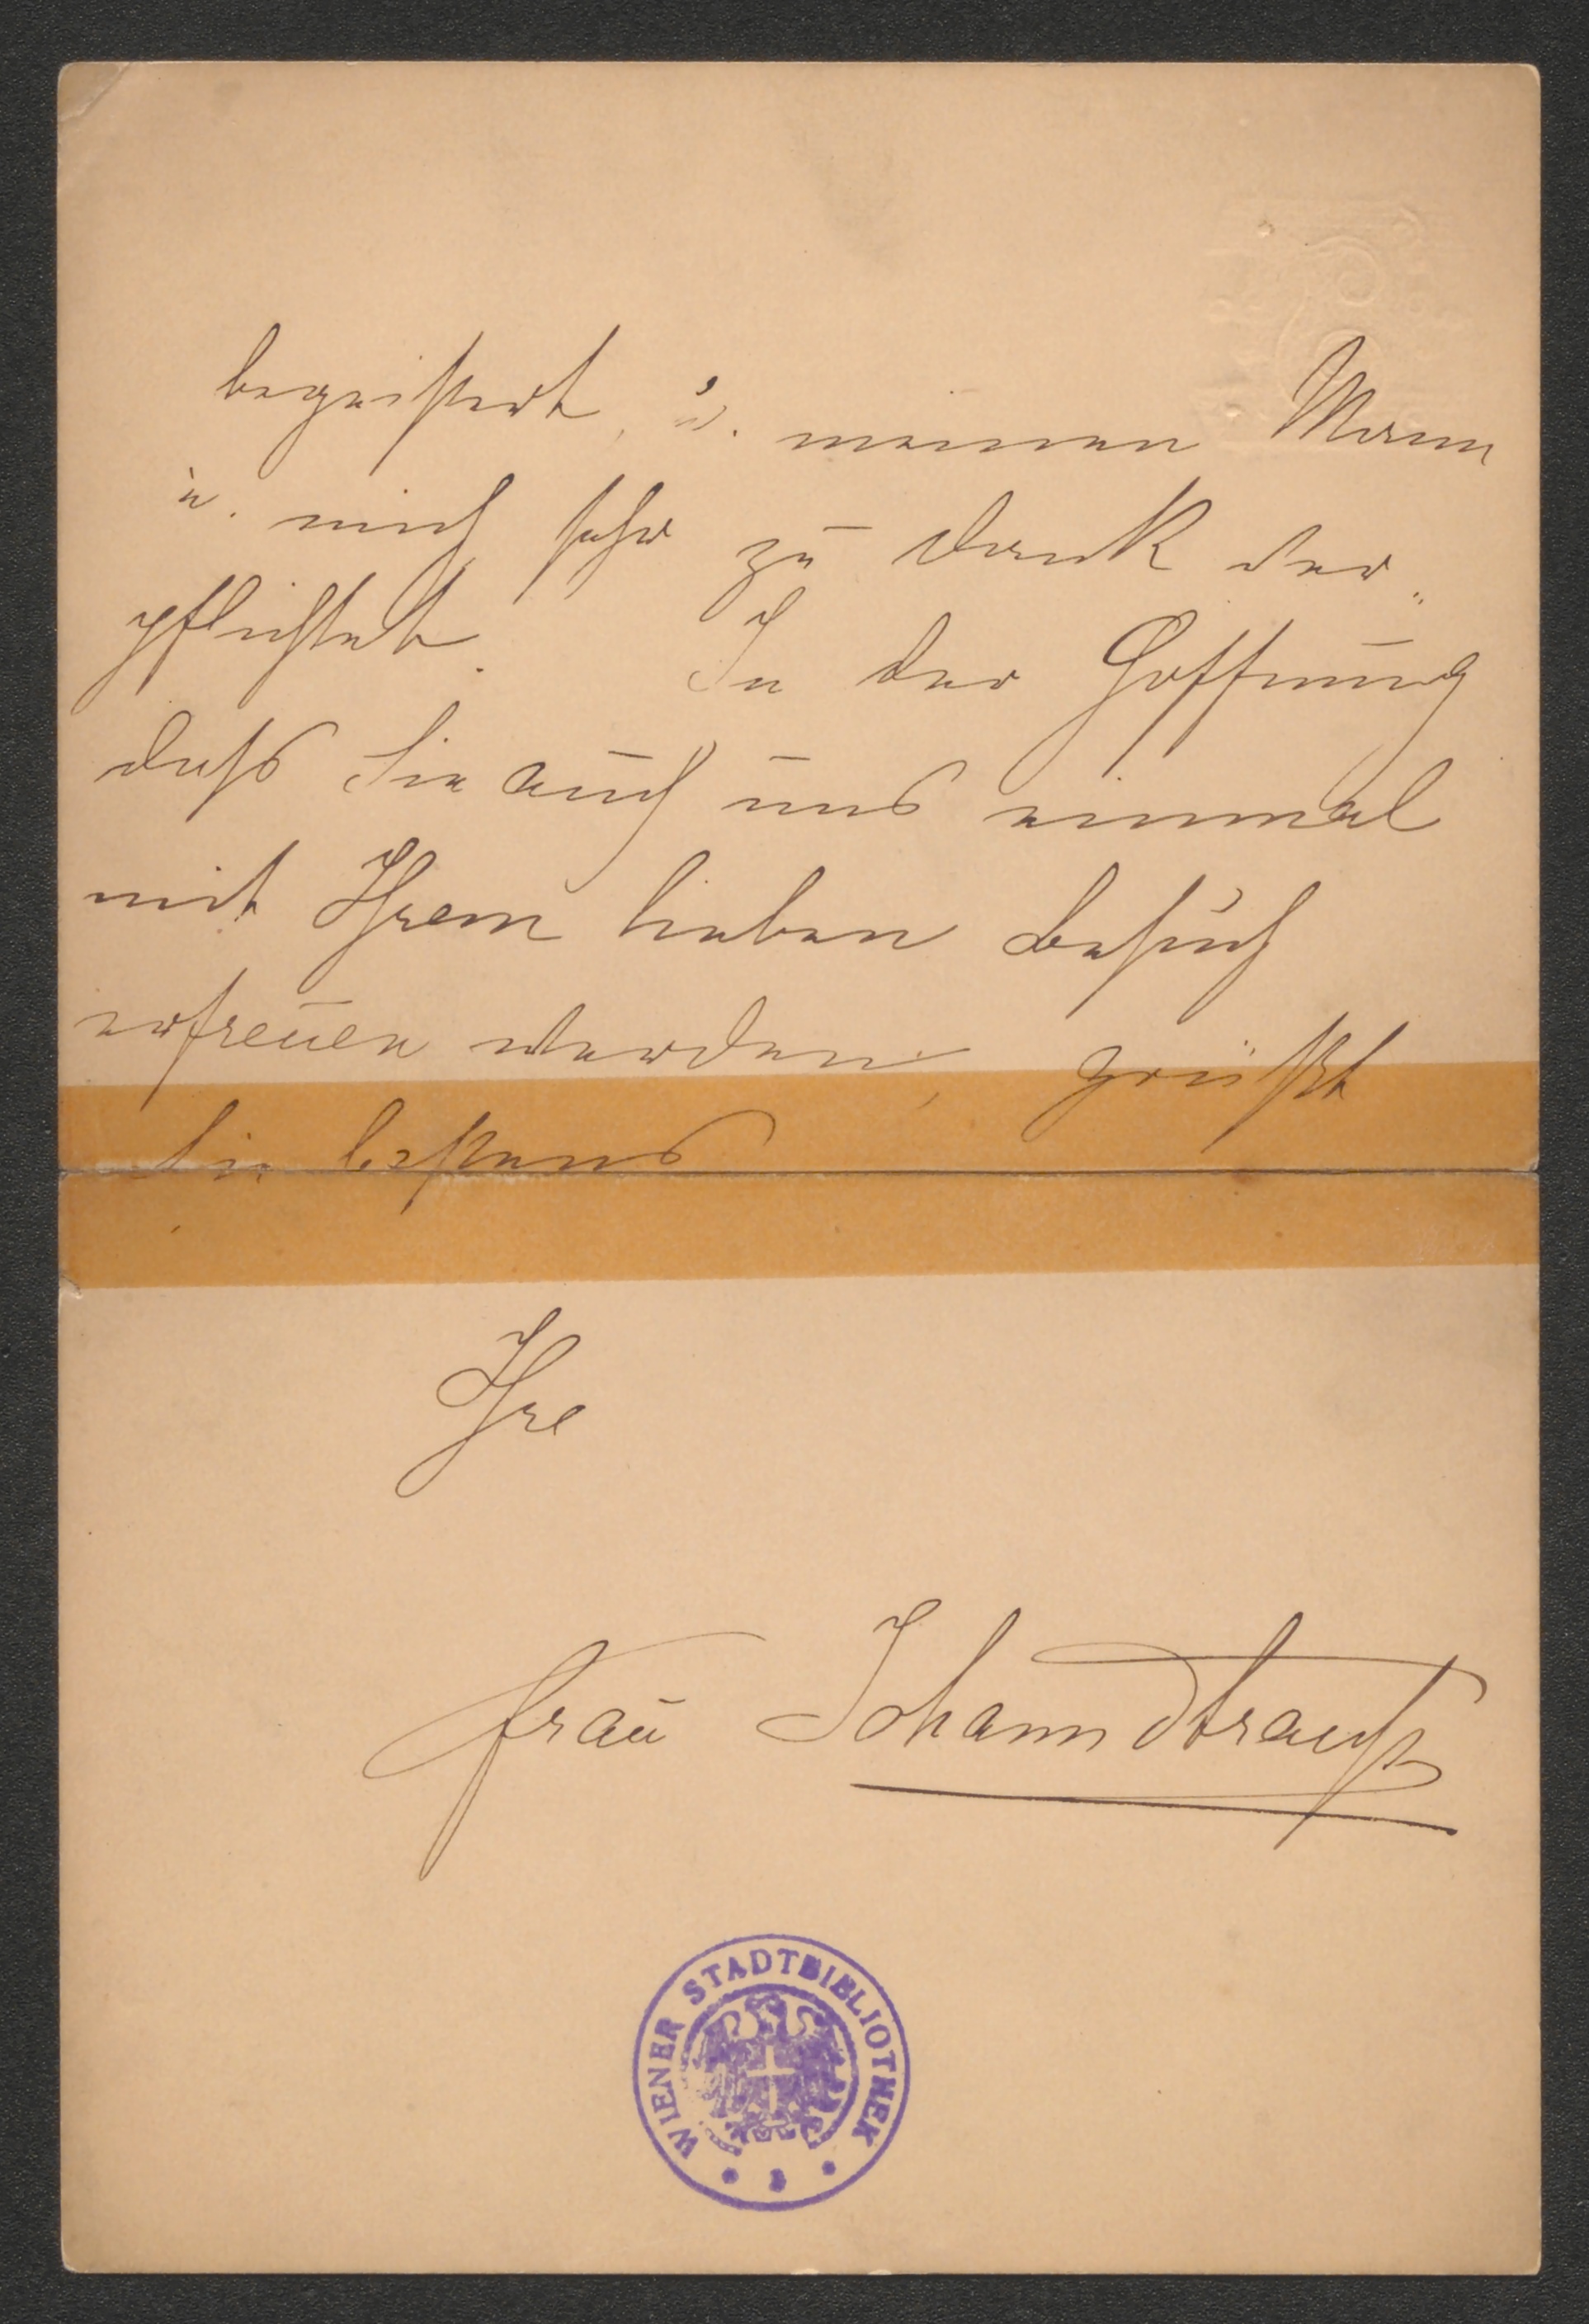 begeistert, u. meinen Mann
u. mich sehr zu Dank ver-
pflichtet. In der Hoffnung
daß Sie auch uns einmal
mit Ihrem lieben Besuch
erfreuen werden, grüßt
Sie bestens
Ihre
Frau Johann Strauß
WIENER STADTBIBLIOTHEK